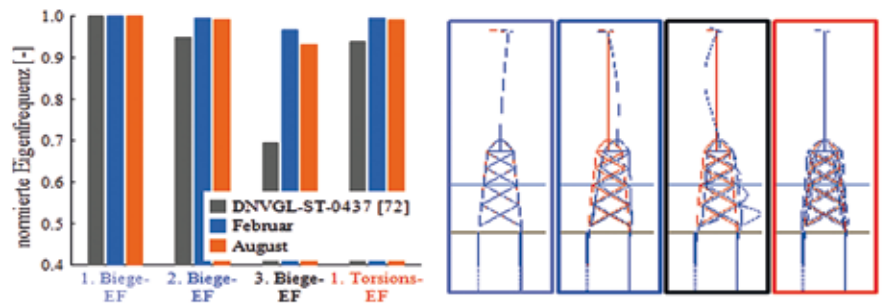 normierte Eigenfrequenz [-]
1.0
0.9
0.8
0.7
0.6
0.5
0.4
DNVGL-ST-0437 [72]
Februar
August
1. Biege-
EF
2. Biege-
EF
3. Biege-
EF
1. Torsions-
EF